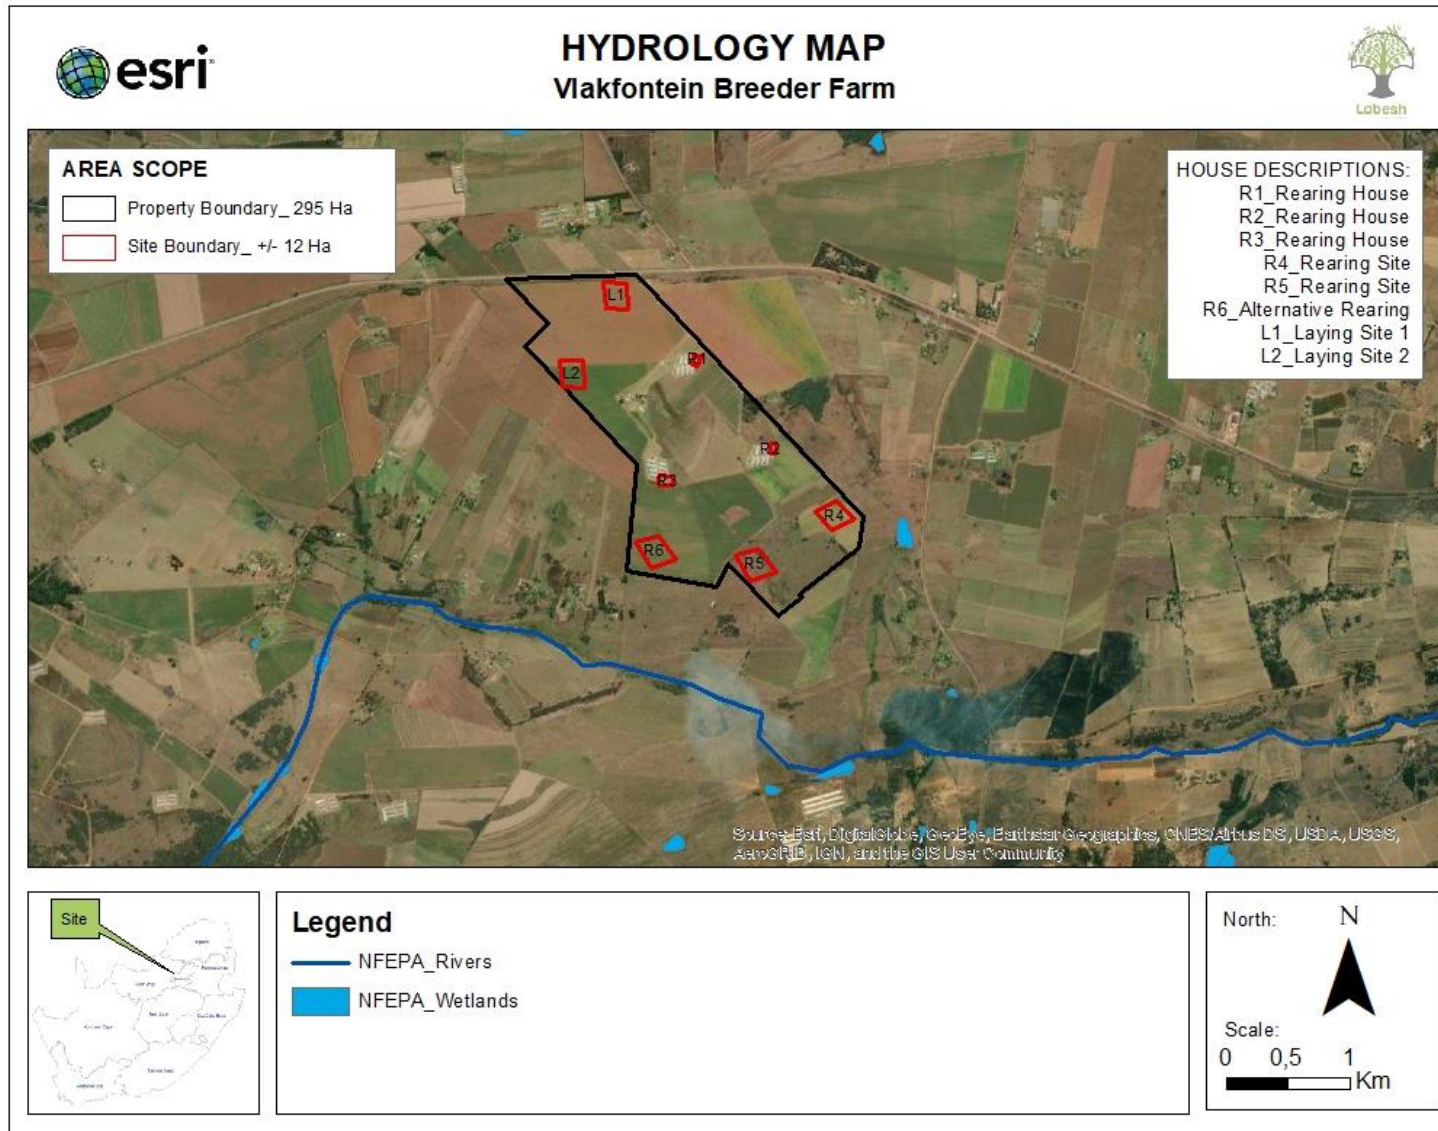 esri
HYDROLOGY MAP
Vlakfontein Breeder Farm
Labesh
AREA SCOPE
Property Boundary_ 295 Ha
Site Boundary_ +/- 12 Ha
HOUSE DESCRIPTIONS:
R1_Rearing House
R2_Rearing House
R3_Rearing House
R4_Rearing Site
R5_Rearing Site
R6_Alternative Rearing
L1_Laying Site 1
L2_Laying Site 2
L1
R1
L2
R2
R3
R4
R6
R5
Source: Esri, DigitalGlobe, GeoEye, Earthstar Geographics, CNES/Airbus DS, USDA, USGS,
AeroGRID, IGN, and the GIS User Community
Site
Legend
NFEPA_Rivers
NFEPA_Wetlands
North:
N
Scale:
0 0,5 1
Km